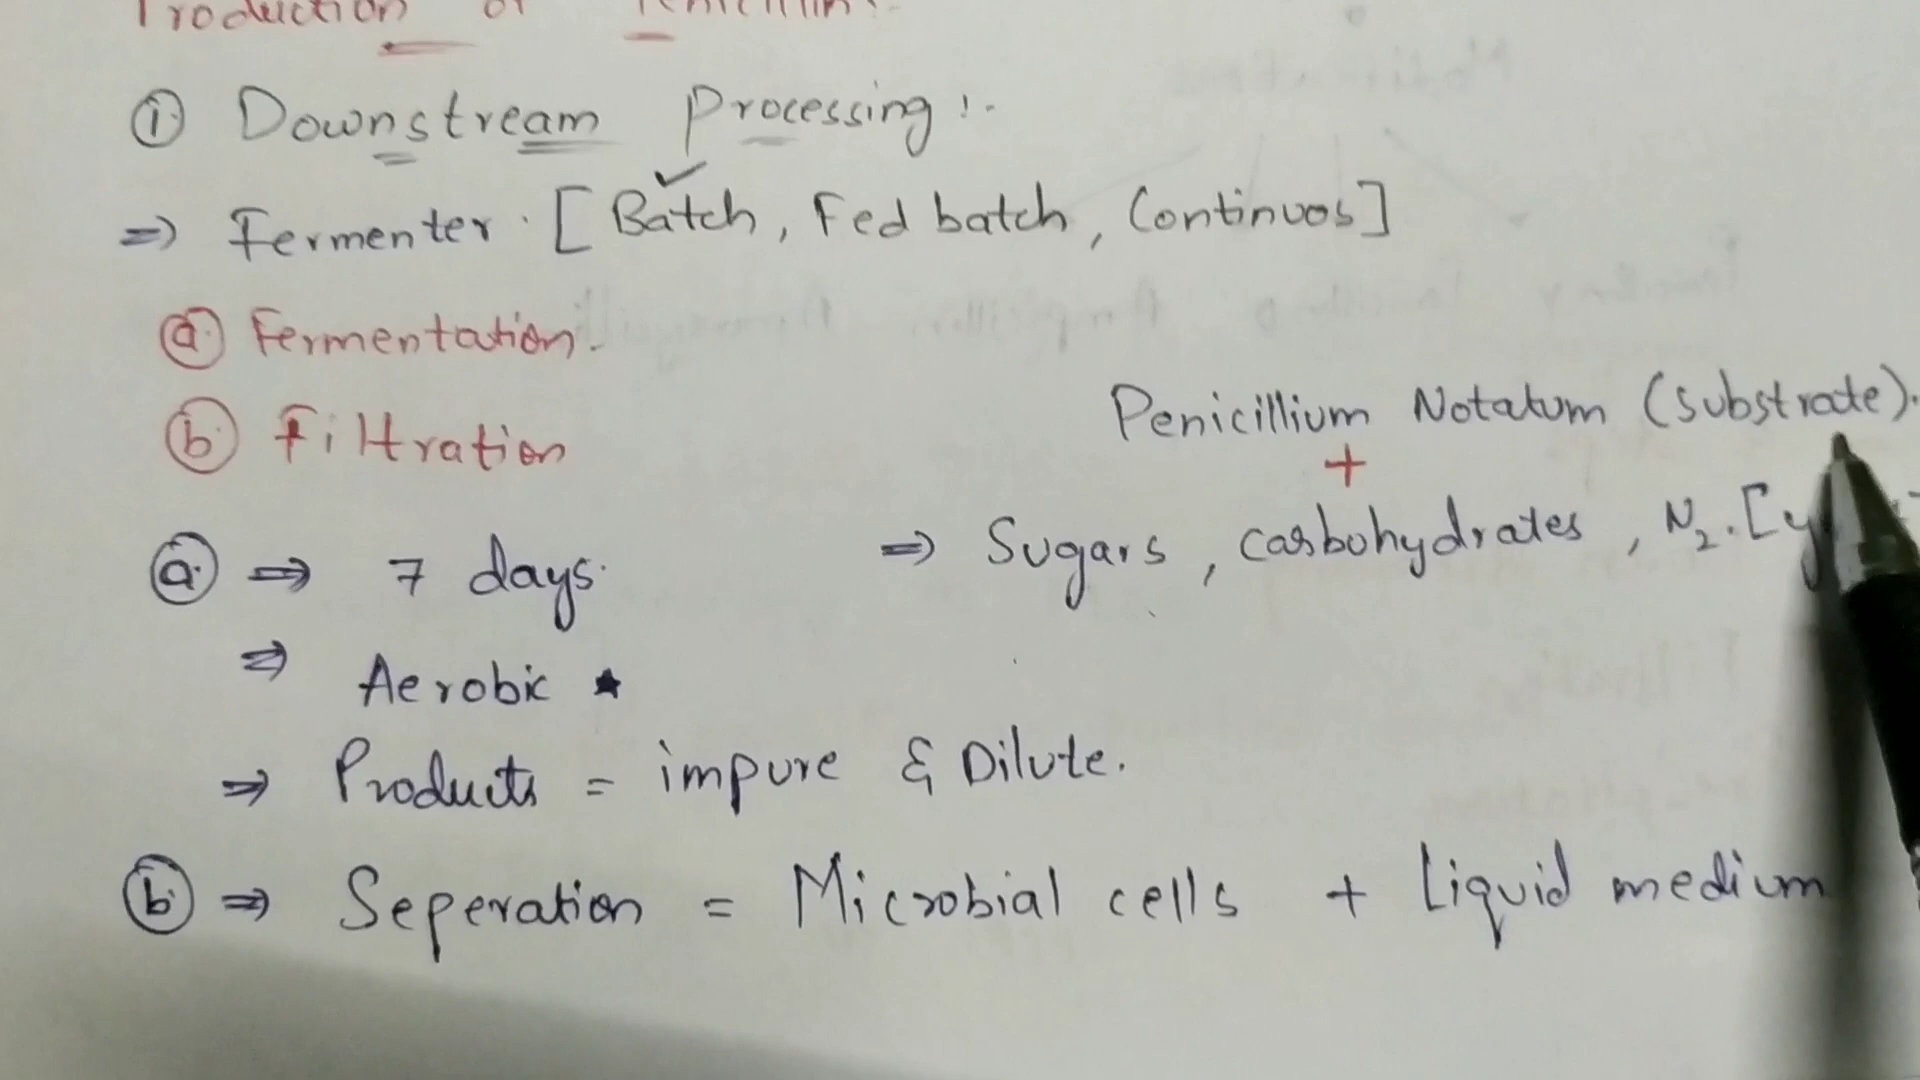 Production of Penicillin:-
① Downstream Processing :-
=> Fermenter. [Batch, Fed batch, Continuos]
ⓐ Fermentation.
ⓑ Filtration
Penicillium Notatum (substrate).
+
ⓐ => 7 days.
=> Sugars, carbohydrates, N₂.
=> Aerobic ★
=> Products = impure & Dilute.
ⓑ => Seperation = Microbial cells + Liquid medium